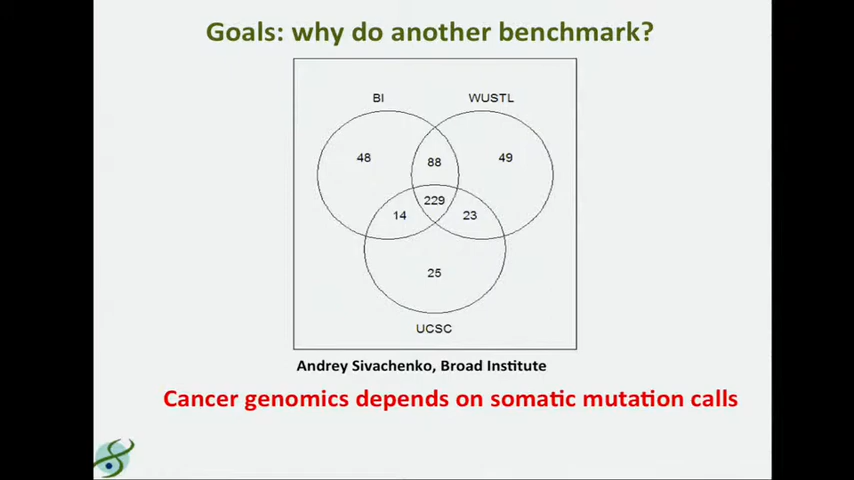 Goals: why do another benchmark?
BI WUSTL
48 88 49
229
14 23
25
UCSC
Andrey Sivachenko, Broad Institute
Cancer genomics depends on somatic mutation calls